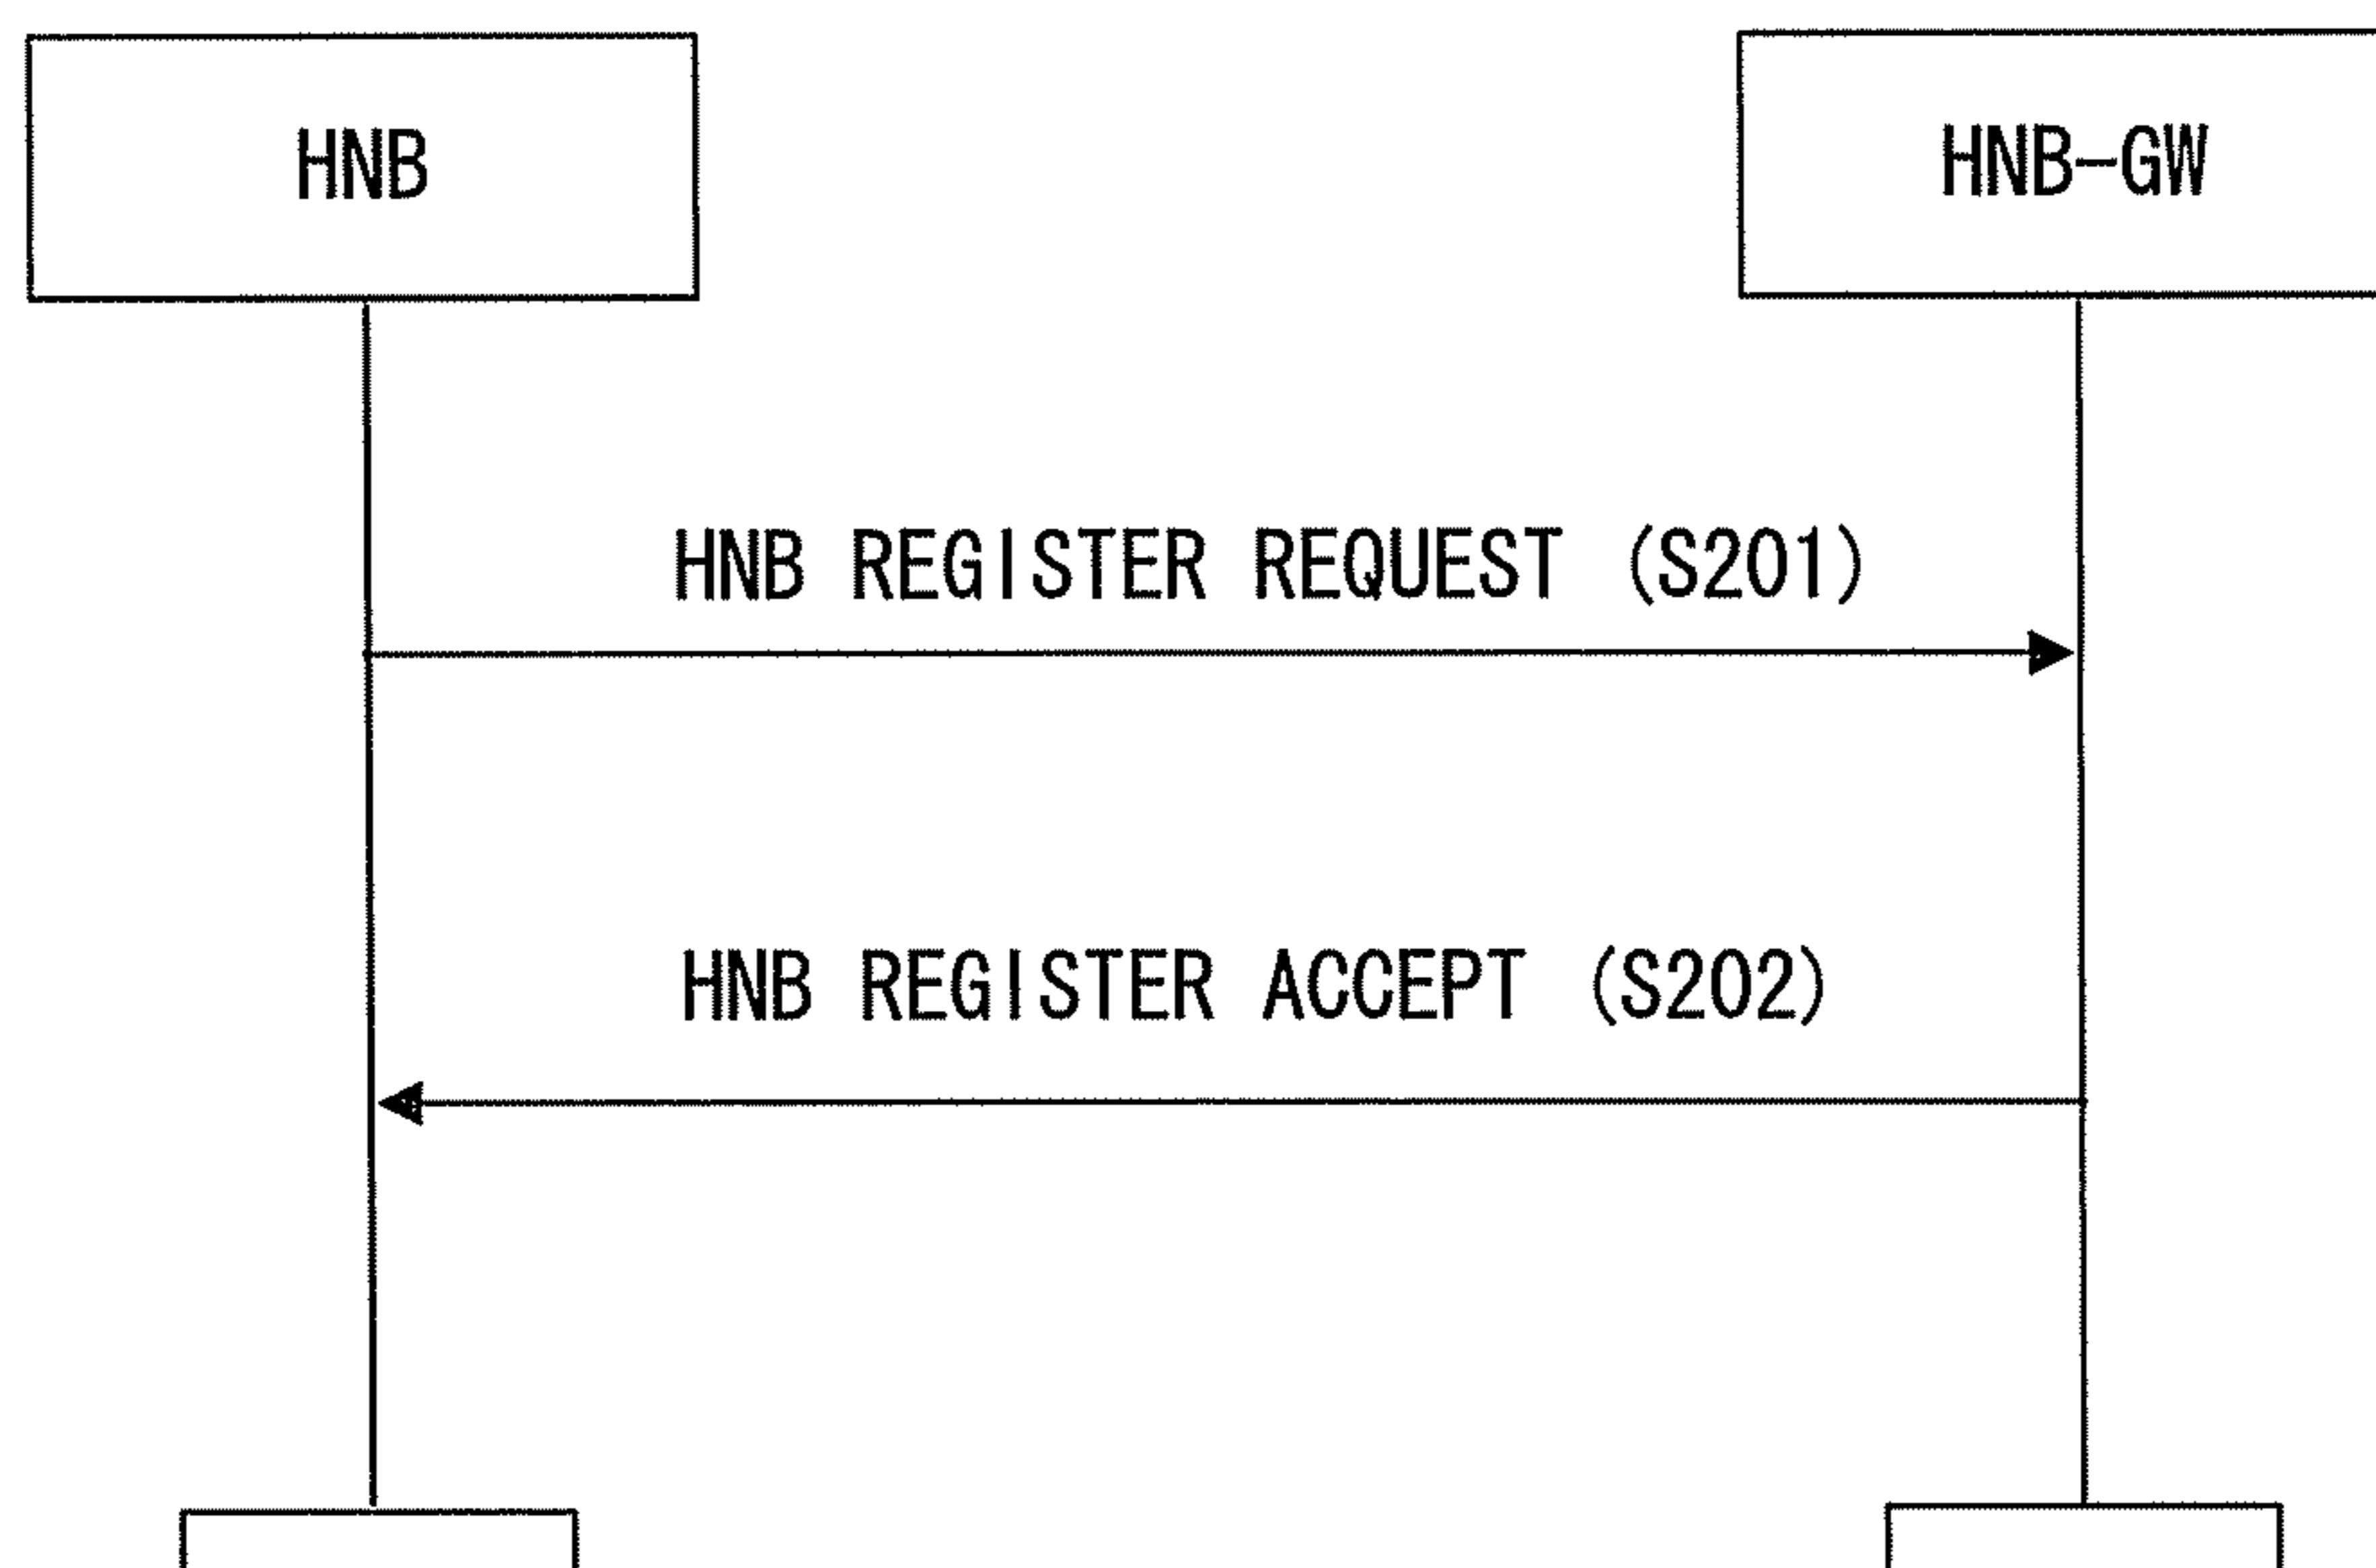 HNB
HNB-GW
HNB REGISTER REQUEST (S201)
HNB REGISTER ACCEPT (S202)